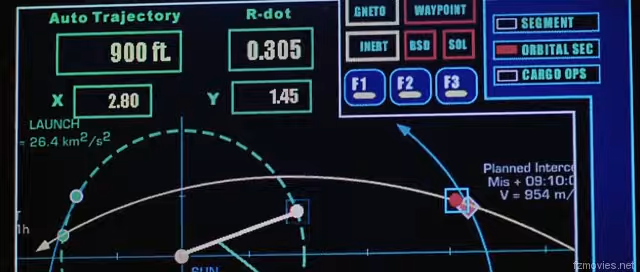 Auto Trajectory
900 ft.
R-dot
0.305
X
2.80
Y
1.45
GNETO
WAYPOINT
INERT
BSD
SOL
F1
F2
F3
SEGMENT
ORBITAL SEC
CARGO OPS
LAUNCH
= 26.4 km2/s2
1h
Planned Interce
Mis + 09:10:0
V = 954 m/
SUN
fzmovies.net